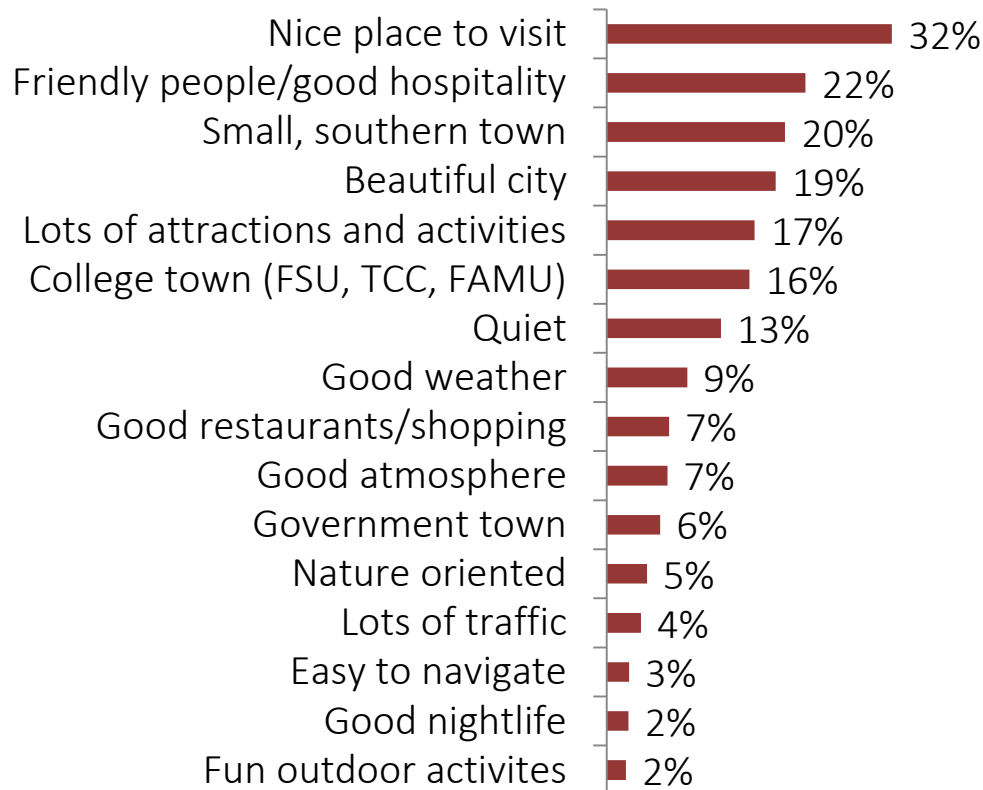 Nice place to visit 32%
Friendly people/good hospitality 22%
Small, southern town 20%
Beautiful city 19%
Lots of attractions and activities 17%
College town (FSU, TCC, FAMU) 16%
Quiet 13%
Good weather 9%
Good restaurants/shopping 7%
Good atmosphere 7%
Government town 6%
Nature oriented 5%
Lots of traffic 4%
Easy to navigate 3%
Good nightlife 2%
Fun outdoor activites 2%